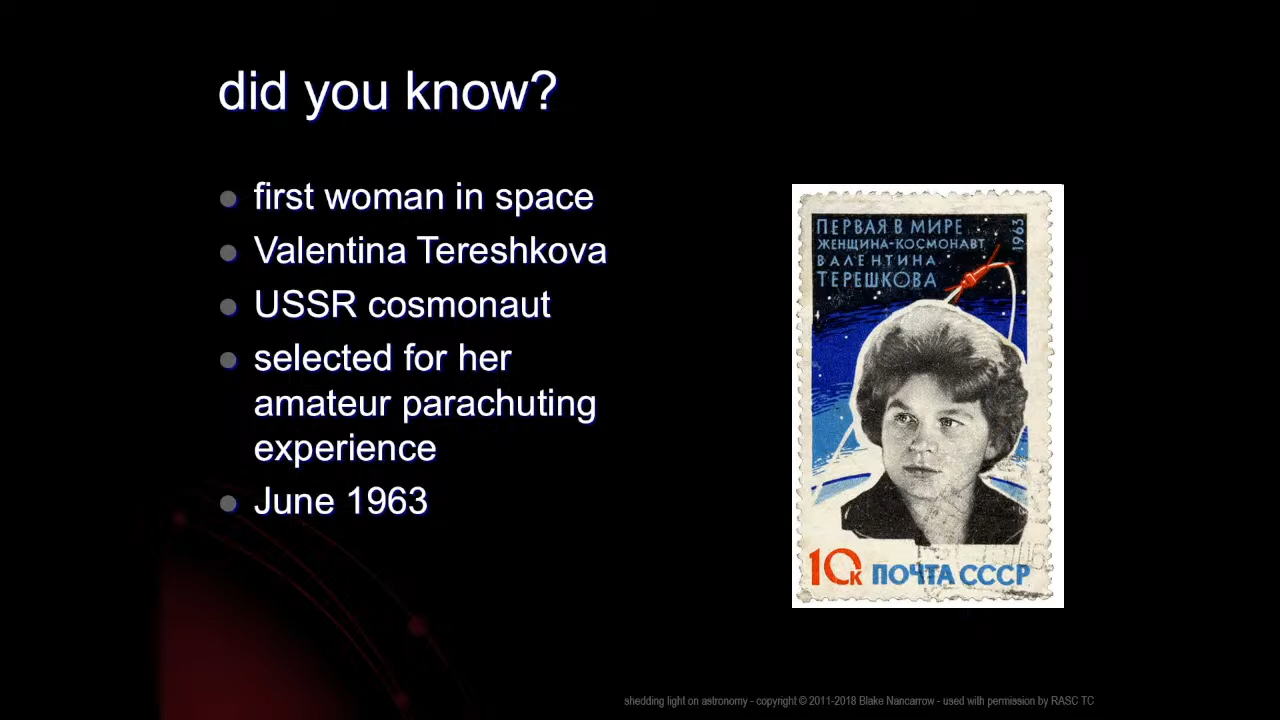 did you know?
first woman in space
Valentina Tereshkova
USSR cosmonaut
selected for her
amateur parachuting
experience
June 1963
ПЕРВАЯ В МИРЕ
ЖЕНЩИНА-КОСМОНАВТ
ВАЛЕНТИНА
ТЕРЕШКОВА
1963
10к ПОЧТА СССР
shedding light on astronomy - copyright © 2011-2018 Blake Nancarrow - used with permission by RASC TC